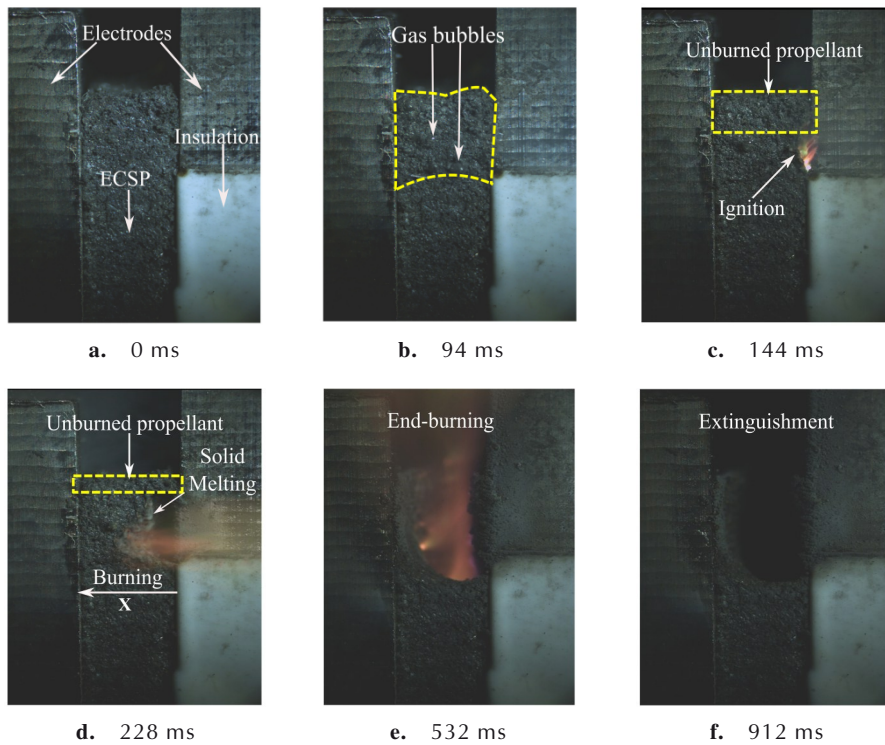 Electrodes
Insulation
ECSP
a. 0 ms
Gas bubbles
b. 94 ms
Unburned propellant
Ignition
c. 144 ms
Unburned propellant
Solid
Melting
Burning
X
d. 228 ms
End-burning
e. 532 ms
Extinguishment
f. 912 ms